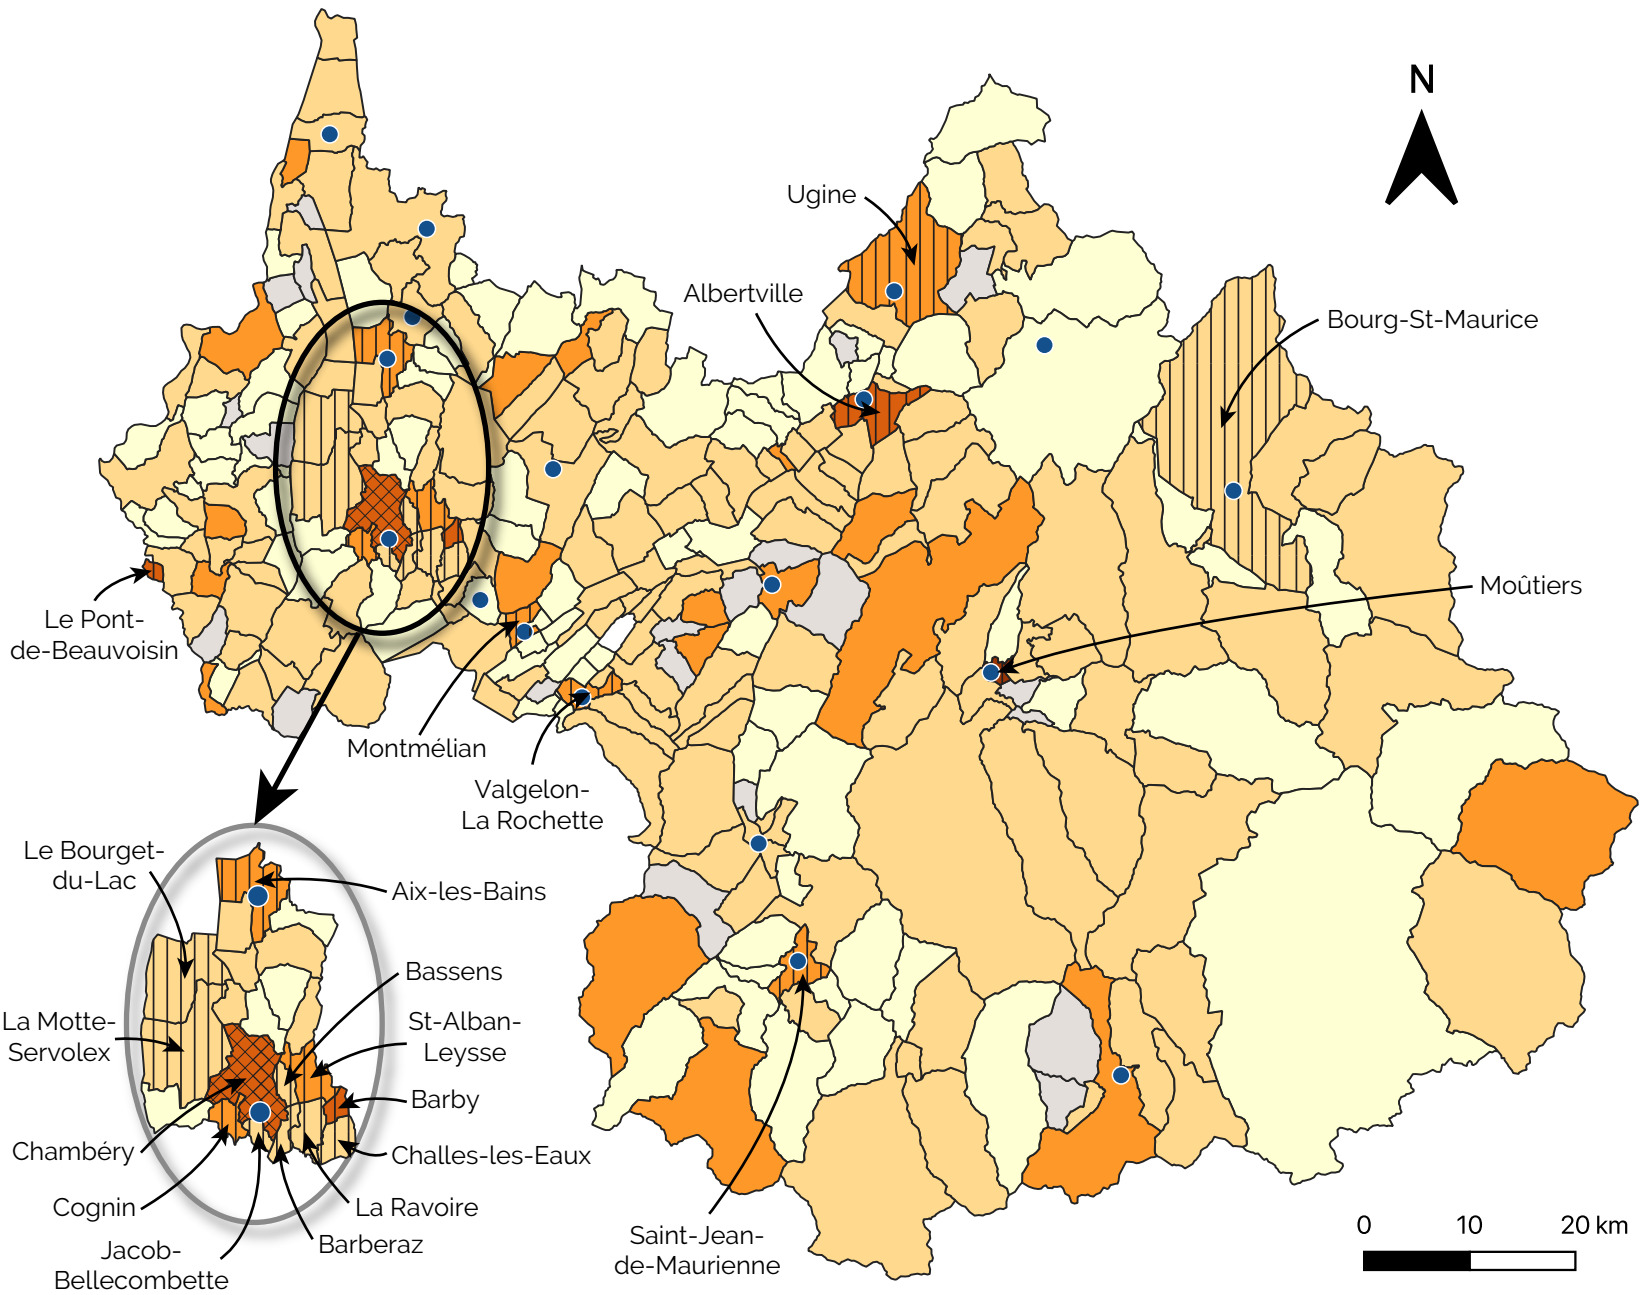 N
Ugine
Albertville
Bourg-St-Maurice
Moûtiers
Le Pont-
de-Beauvoisin
Montmélian
Valgelon-
La Rochette
Le Bourget-
du-Lac
Aix-les-Bains
Bassens
La Motte-
Servolex
St-Alban-
Leysse
Barby
Chambéry
Challes-les-Eaux
Cognin
La Ravoire
Barberaz
Jacob-
Bellecombette
Saint-Jean-
de-Maurienne
0 10 20 km